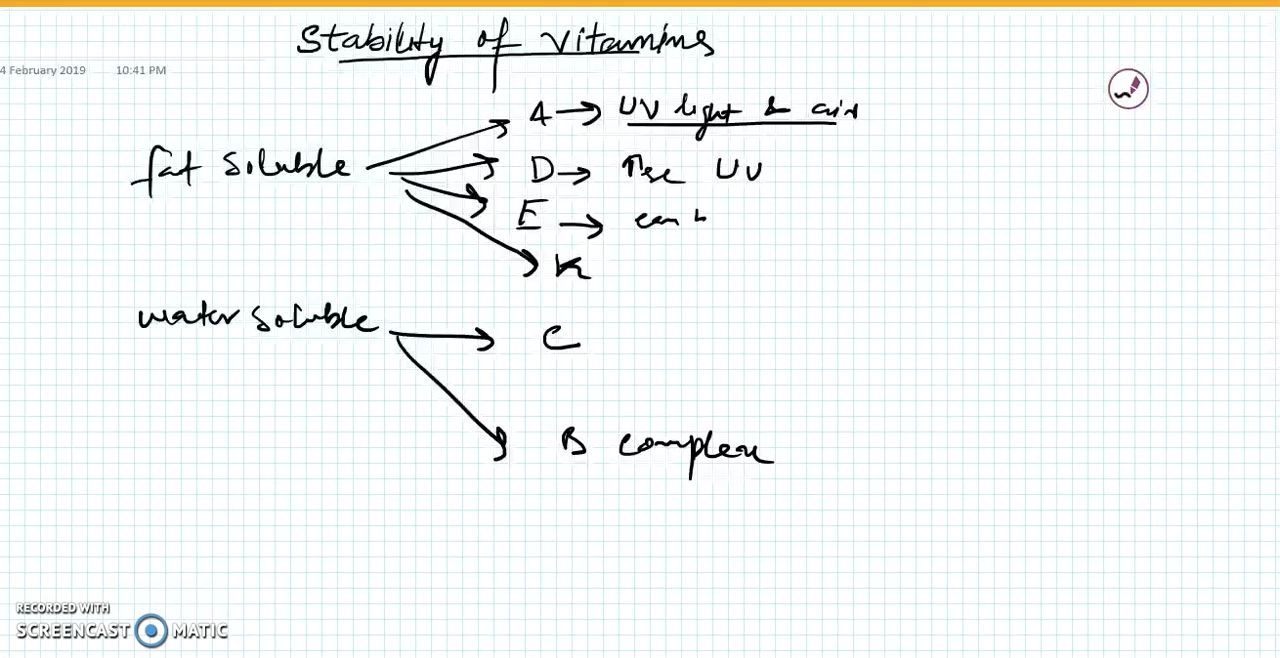 Stability of Vitamins
4 February 2019 10:41 PM
A → UV light & air
fat soluble
D → UV
E → can b
K
water soluble
C
B complex
RECORDED WITH
SCREENCAST MATIC